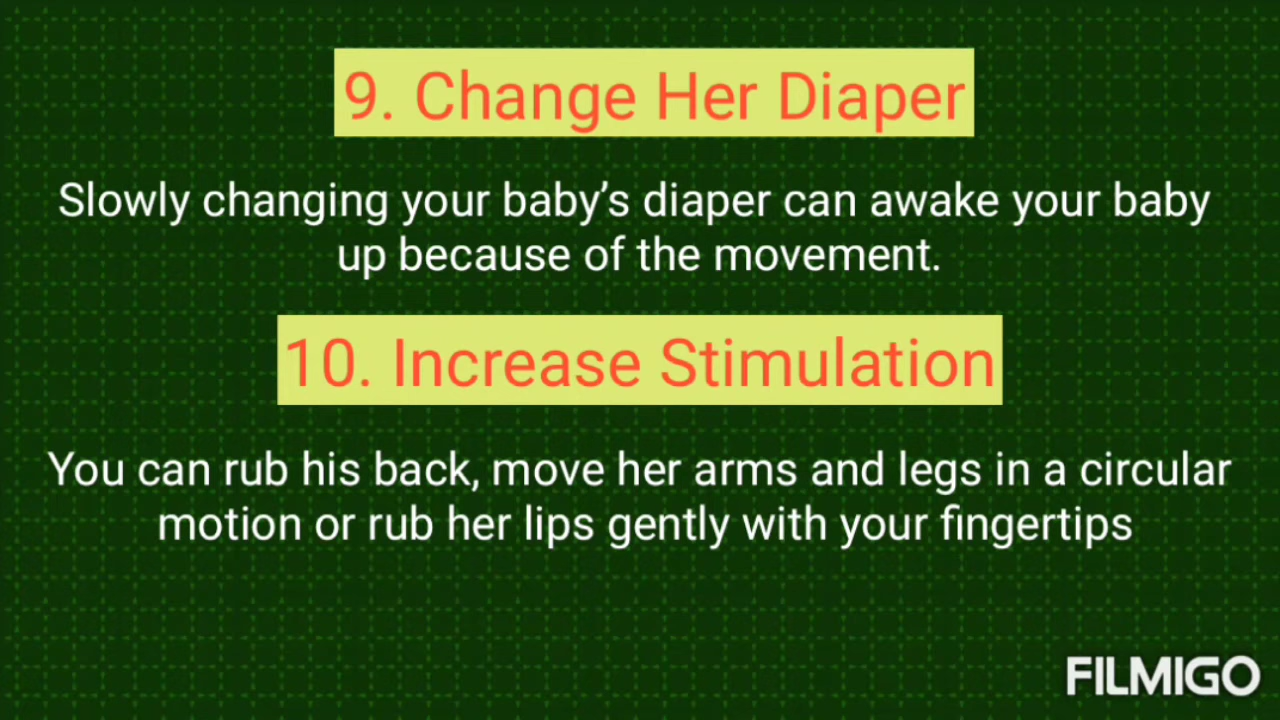 9. Change Her Diaper
Slowly changing your baby’s diaper can awake your baby
up because of the movement.
10. Increase Stimulation
You can rub his back, move her arms and legs in a circular
motion or rub her lips gently with your fingertips
FILMIGO